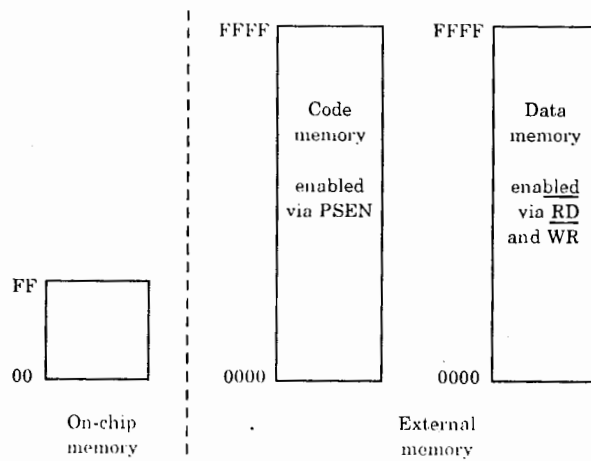 FFFF
Code
memory
enabled
via PSEN
0000
FFFF
Data
memory
enabled
via RD
and WR
0000
FF
00
On-chip
memory
External
memory